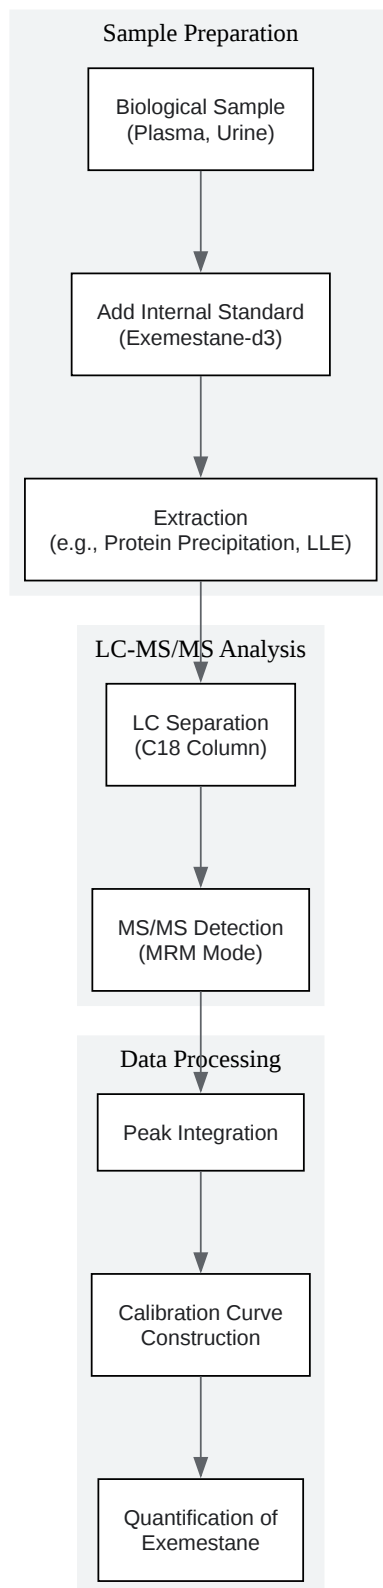 Sample Preparation
Biological Sample
(Plasma, Urine)
Add Internal Standard
(Exemestane-d3)
Extraction
(e.g., Protein Precipitation, LLE)
LC-MS/MS Analysis
LC Separation
(C18 Column)
MS/MS Detection
(MRM Mode)
Data Processing
Peak Integration
Calibration Curve
Construction
Quantification of
Exemestane